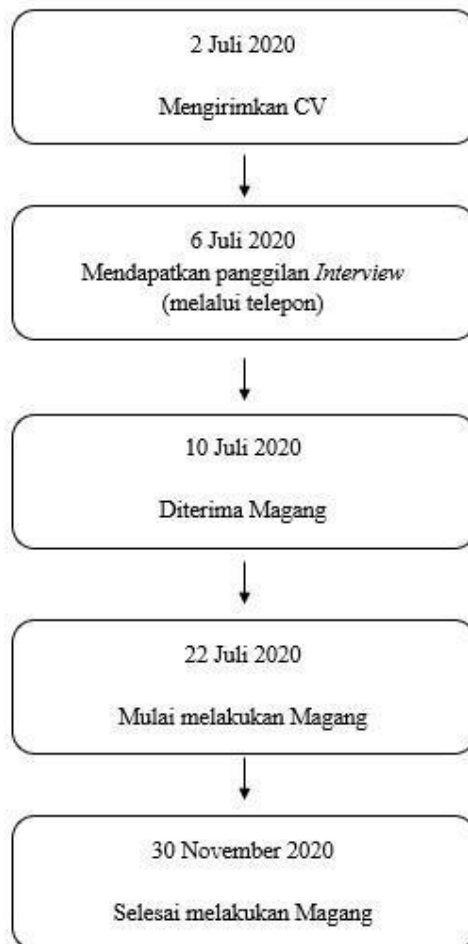 2 Juli 2020
Mengirimkan CV
6 Juli 2020
Mendapatkan panggilan Interview
(melalui telepon)
10 Juli 2020
Diterima Magang
22 Juli 2020
Mulai melakukan Magang
30 November 2020
Selesai melakukan Magang